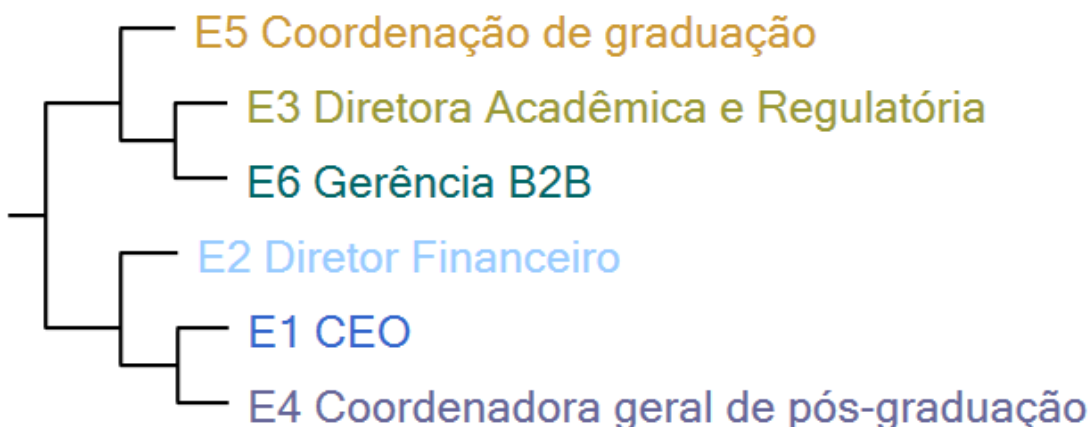 E5 Coordenação de graduação
E3 Diretora Acadêmica e Regulatória
E6 Gerência B2B
E2 Diretor Financeiro
E1 CEO
E4 Coordenadora geral de pós-graduação